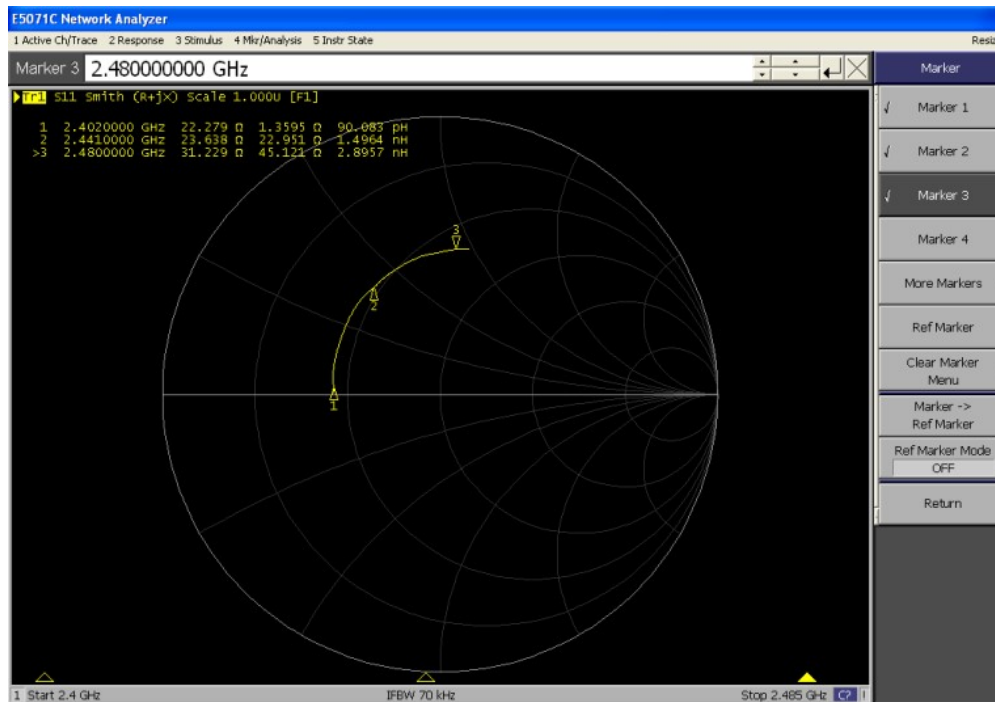 E5071C Network Analyzer
1 Active Ch/Trace 2 Response 3 Stimulus 4 Mkr/Analysis 5 Instr State
Marker 3 2.480000000 GHz
Tr1 S11 Smith (R+jX) Scale 1.000U [F1]
1 2.4020000 GHz 22.279 Ω 1.3595 Ω 90.083 pH
2 2.4410000 GHz 23.638 Ω 22.951 Ω 1.4964 nH
>3 2.4800000 GHz 31.229 Ω 45.121 Ω 2.8957 nH
3
2
1
1 Start 2.4 GHz IFBW 70 kHz Stop 2.485 GHz C? !
Marker
√ Marker 1
√ Marker 2
√ Marker 3
Marker 4
More Markers
Ref Marker
Clear Marker
Menu
Marker ->
Ref Marker
Ref Marker Mode
OFF
Return